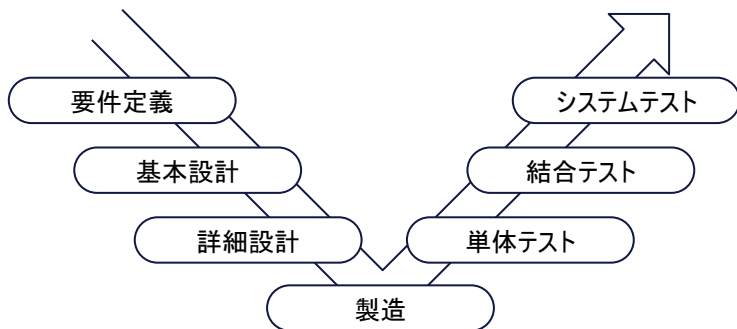 要件定義
システムテスト
基本設計
結合テスト
詳細設計
単体テスト
製造